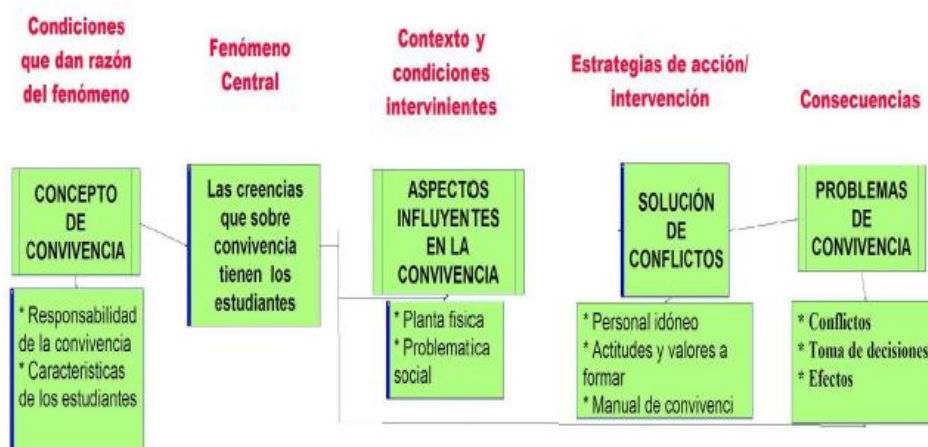 Condiciones
que dan razón
del fenómeno
Fenómeno
Central
Contexto y
condiciones
intervinientes
Estrategias de acción/
intervención
Consecuencias
CONCEPTO
DE
CONVIVENCIA
* Responsabilidad
de la convivencia
* Características
de los estudiantes
Las creencias
que sobre
convivencia
tienen los
estudiantes
ASPECTOS
INFLUYENTES
EN LA
CONVIVENCIA
* Planta fisica
* Problematica
social
SOLUCIÓN
DE
CONFLICTOS
* Personal idóneo
* Actitudes y valores a
formar
* Manual de convivenci
PROBLEMAS
DE
CONVIVENCIA
* Conflictos
* Toma de decisiones
* Efectos